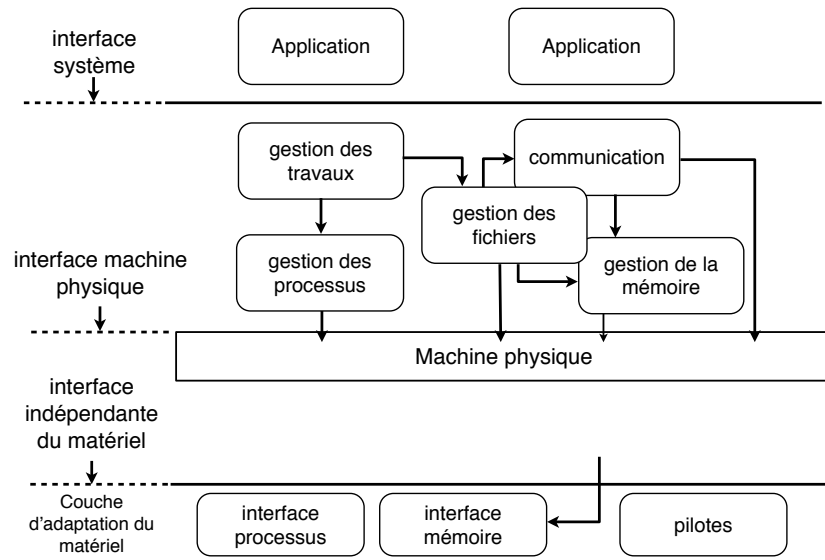 interface
système
Application
Application
gestion des
travaux
communication
gestion des
fichiers
interface machine
physique
gestion des
processus
gestion de la
mémoire
Machine physique
interface
indépendante
du matériel
Couche
d'adaptation du
matériel
interface
processus
interface
mémoire
pilotes